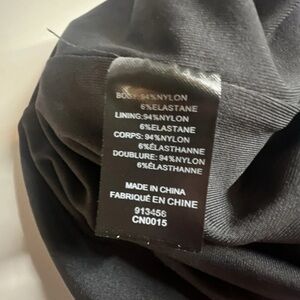 BODY: 94%NYLON
6%ELASTANE
LINING: 94%NYLON
6%ELASTANE
CORPS: 94%NYLON
6%ÉLASTHANNE
DOUBLURE: 94%NYLON
6%ÉLASTHANNE
MADE IN CHINA
FABRIQUÉ EN CHINE
913456
CN0015